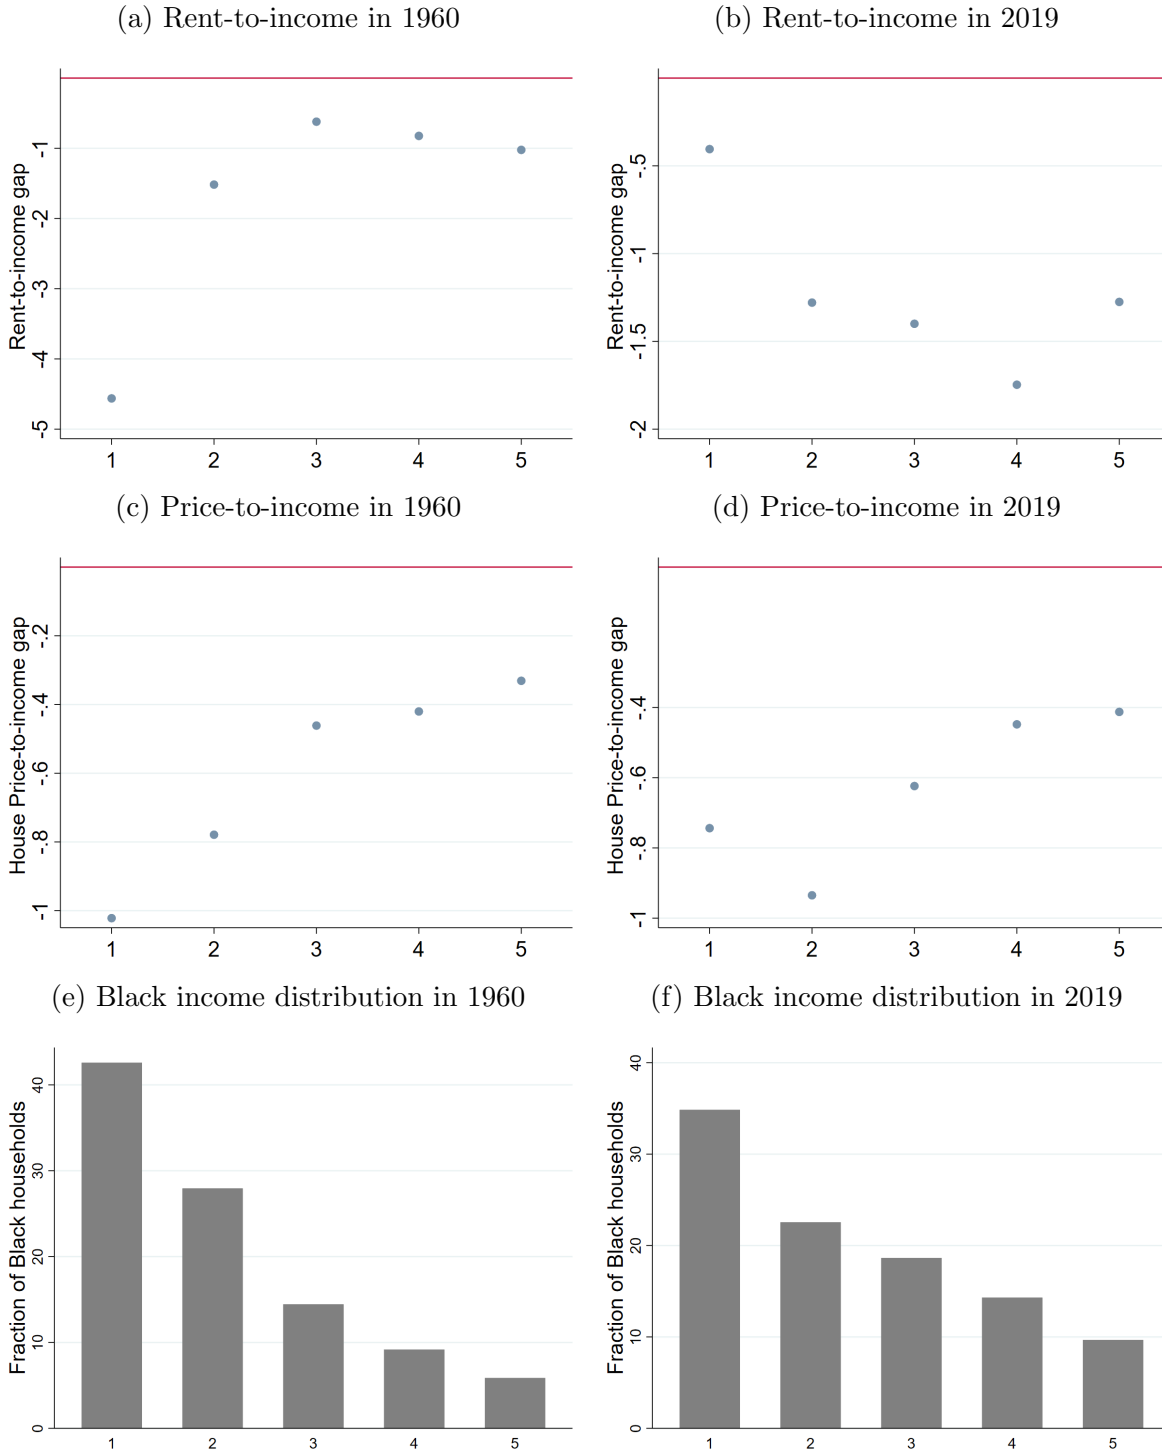 (a) Rent-to-income in 1960
Rent-to-income gap
-1
-2
-3
-4
-5
1 2 3 4 5
(b) Rent-to-income in 2019
Rent-to-income gap
-.5
-1
-1.5
-2
1 2 3 4 5
(c) Price-to-income in 1960
House Price-to-income gap
-.2
-.4
-.6
-.8
-1
1 2 3 4 5
(d) Price-to-income in 2019
House Price-to-income gap
-.4
-.6
-.8
-1
1 2 3 4 5
(e) Black income distribution in 1960
Fraction of Black households
40
30
20
10
0
1 2 3 4 5
(f) Black income distribution in 2019
Fraction of Black households
40
30
20
10
0
1 2 3 4 5